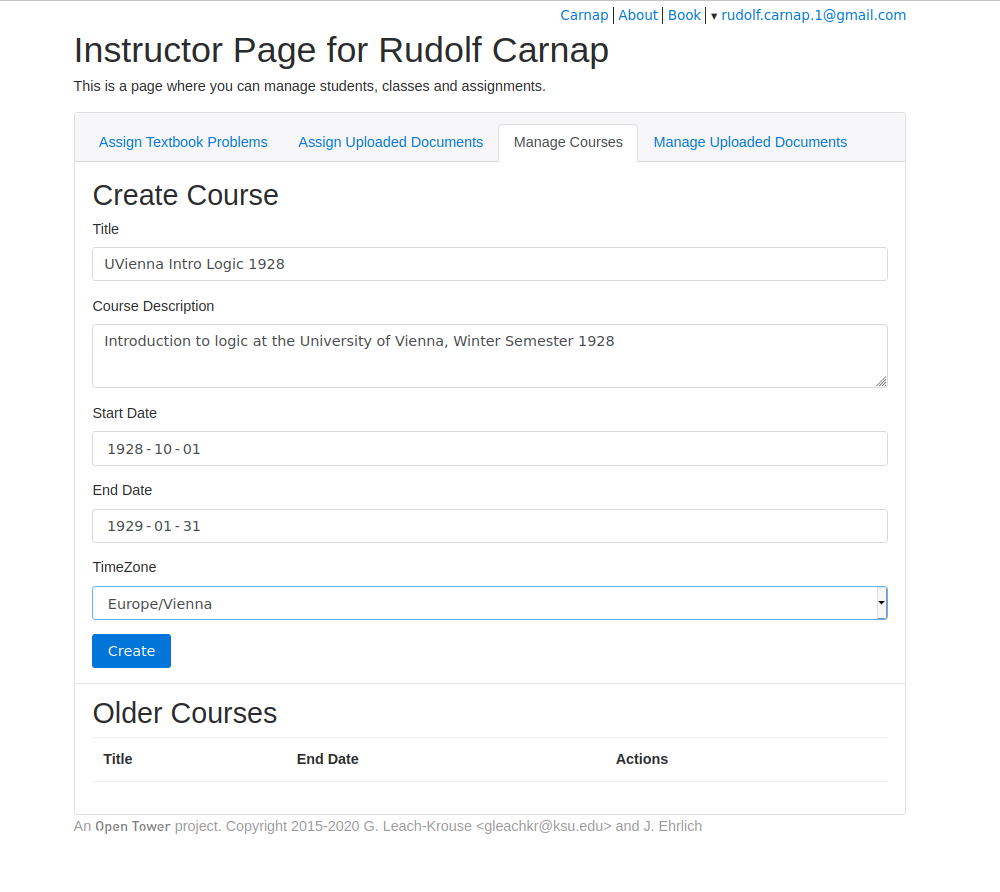 Carnap | About | Book | ▾ rudolf.carnap.1@gmail.com
Instructor Page for Rudolf Carnap
This is a page where you can manage students, classes and assignments.
Assign Textbook Problems Assign Uploaded Documents Manage Courses Manage Uploaded Documents
Create Course
Title
UVienna Intro Logic 1928
Course Description
Introduction to logic at the University of Vienna, Winter Semester 1928
Start Date
1928-10-01
End Date
1929-01-31
TimeZone
Europe/Vienna
Create
Older Courses
Title End Date Actions
An Open Tower project. Copyright 2015-2020 G. Leach-Krouse <gleachkr@ksu.edu> and J. Ehrlich